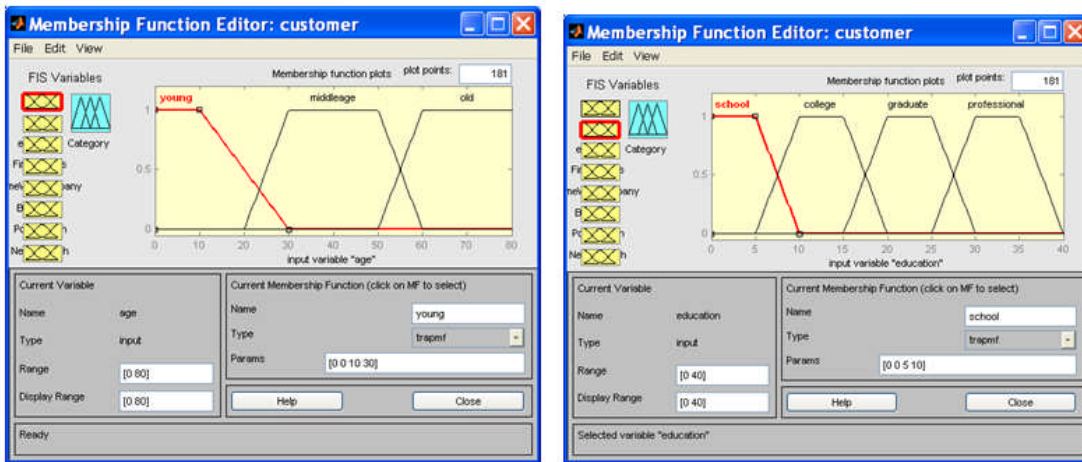 Membership Function Editor: customer
File Edit View
FIS Variables
Membership function plots
plot points:
181
Category
young
middleage
old
1
0.5
0
0 10 20 30 40 50 60 70 80
input variable "age"
Current Variable
Name age
Type input
Range [0 80]
Display Range [0 80]
Current Membership Function (click on MF to select)
Name young
Type trapmf
Params [0 0 10 30]
Help
Close
Ready
Membership Function Editor: customer
File Edit View
FIS Variables
Membership function plots
plot points:
181
Category
school
college
graduate
professional
1
0.5
0
0 5 10 15 20 25 30 35 40
input variable "education"
Current Variable
Name education
Type input
Range [0 40]
Display Range [0 40]
Current Membership Function (click on MF to select)
Name school
Type trapmf
Params [0 0 5 10]
Help
Close
Selected variable "education"